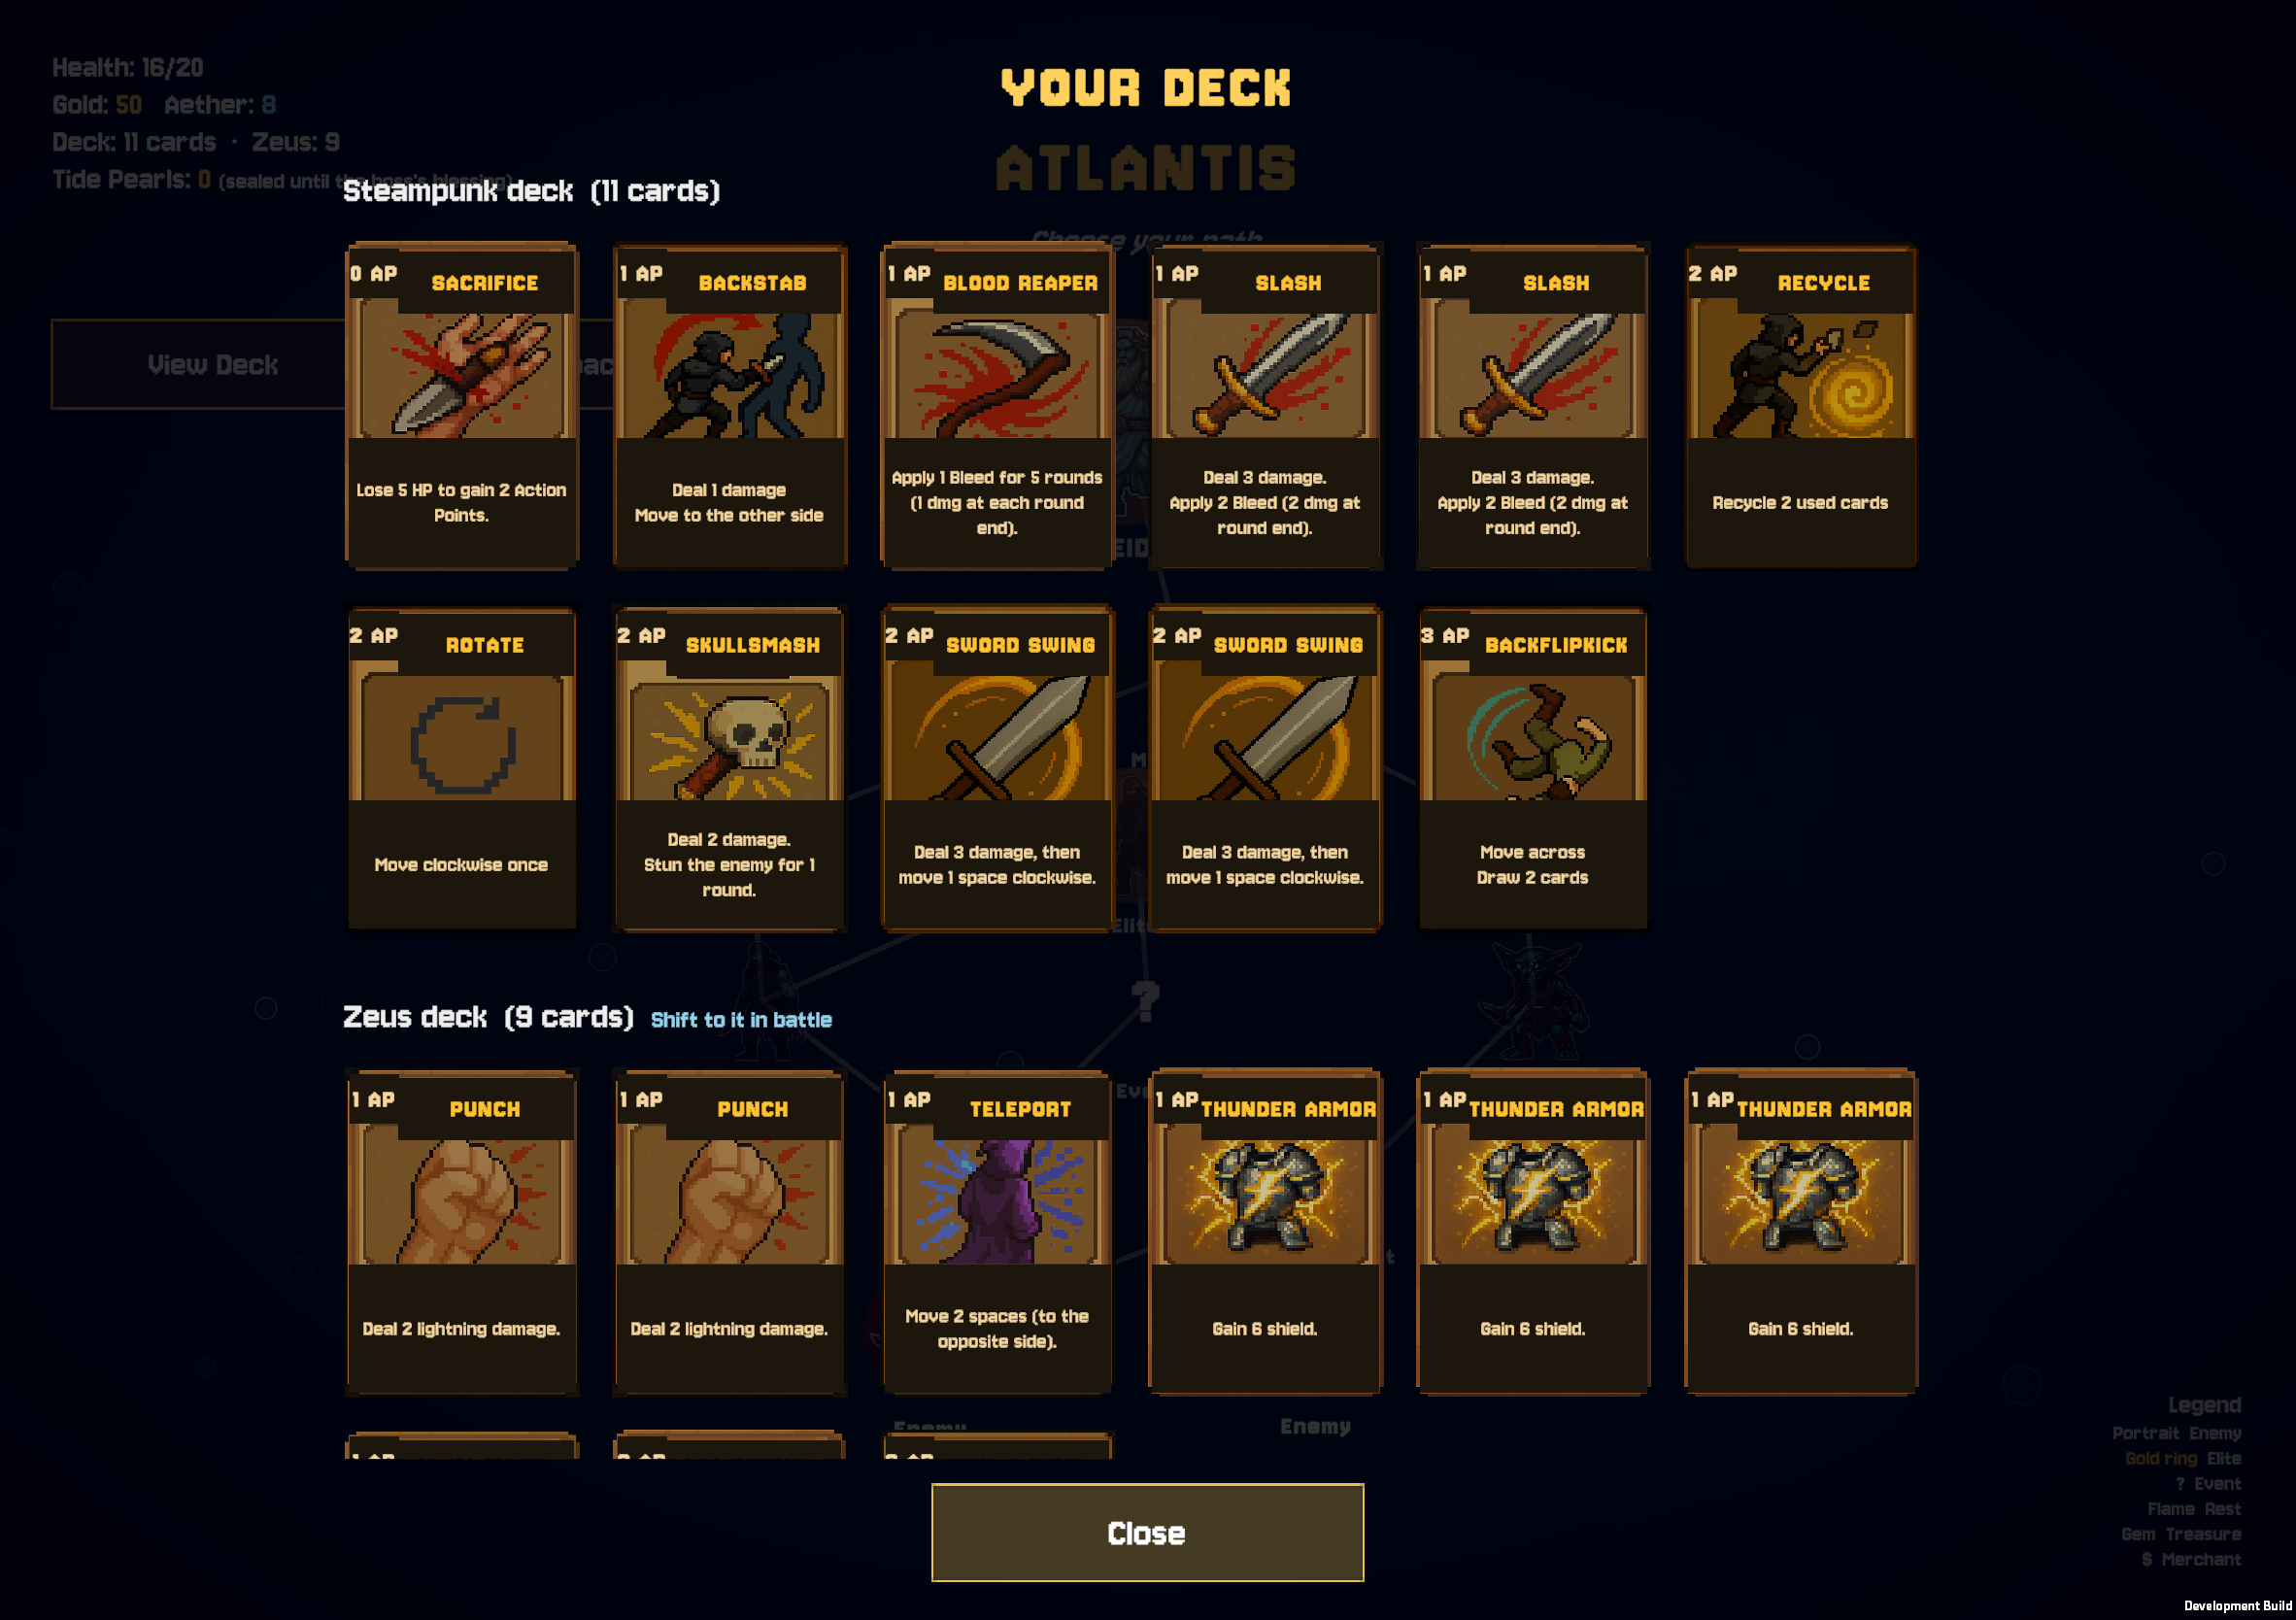 Health: 16/20
Gold: 50 Aether: 8
Deck: 11 cards · Zeus: 9
Tide Pearls: 0 (sealed until the boss's blessing)
YOUR DECK
ATLANTIS
Choose your path
View Deck
Steampunk deck (11 cards)
0 AP SACRIFICE
Lose 5 HP to gain 2 Action
Points.
1 AP BACKSTAB
Deal 1 damage
Move to the other side
1 AP BLOOD REAPER
Apply 1 Bleed for 5 rounds
(1 dmg at each round
end).
1 AP SLASH
Deal 3 damage.
Apply 2 Bleed (2 dmg at
round end).
1 AP SLASH
Deal 3 damage.
Apply 2 Bleed (2 dmg at
round end).
2 AP RECYCLE
Recycle 2 used cards
2 AP ROTATE
Move clockwise once
2 AP SKULLSMASH
Deal 2 damage.
Stun the enemy for 1
round.
2 AP SWORD SWING
Deal 3 damage, then
move 1 space clockwise.
2 AP SWORD SWING
Deal 3 damage, then
move 1 space clockwise.
3 AP BACKFLIPKICK
Move across
Draw 2 cards
?
Zeus deck (9 cards) Shift to it in battle
1 AP PUNCH
Deal 2 lightning damage.
1 AP PUNCH
Deal 2 lightning damage.
1 AP TELEPORT
Move 2 spaces (to the
opposite side).
1 AP THUNDER ARMOR
Gain 6 shield.
1 AP THUNDER ARMOR
Gain 6 shield.
1 AP THUNDER ARMOR
Gain 6 shield.
Enemy
Enemy
Close
Legend
Portrait Enemy
Gold ring Elite
? Event
Flame Rest
Gem Treasure
$ Merchant
Development Build